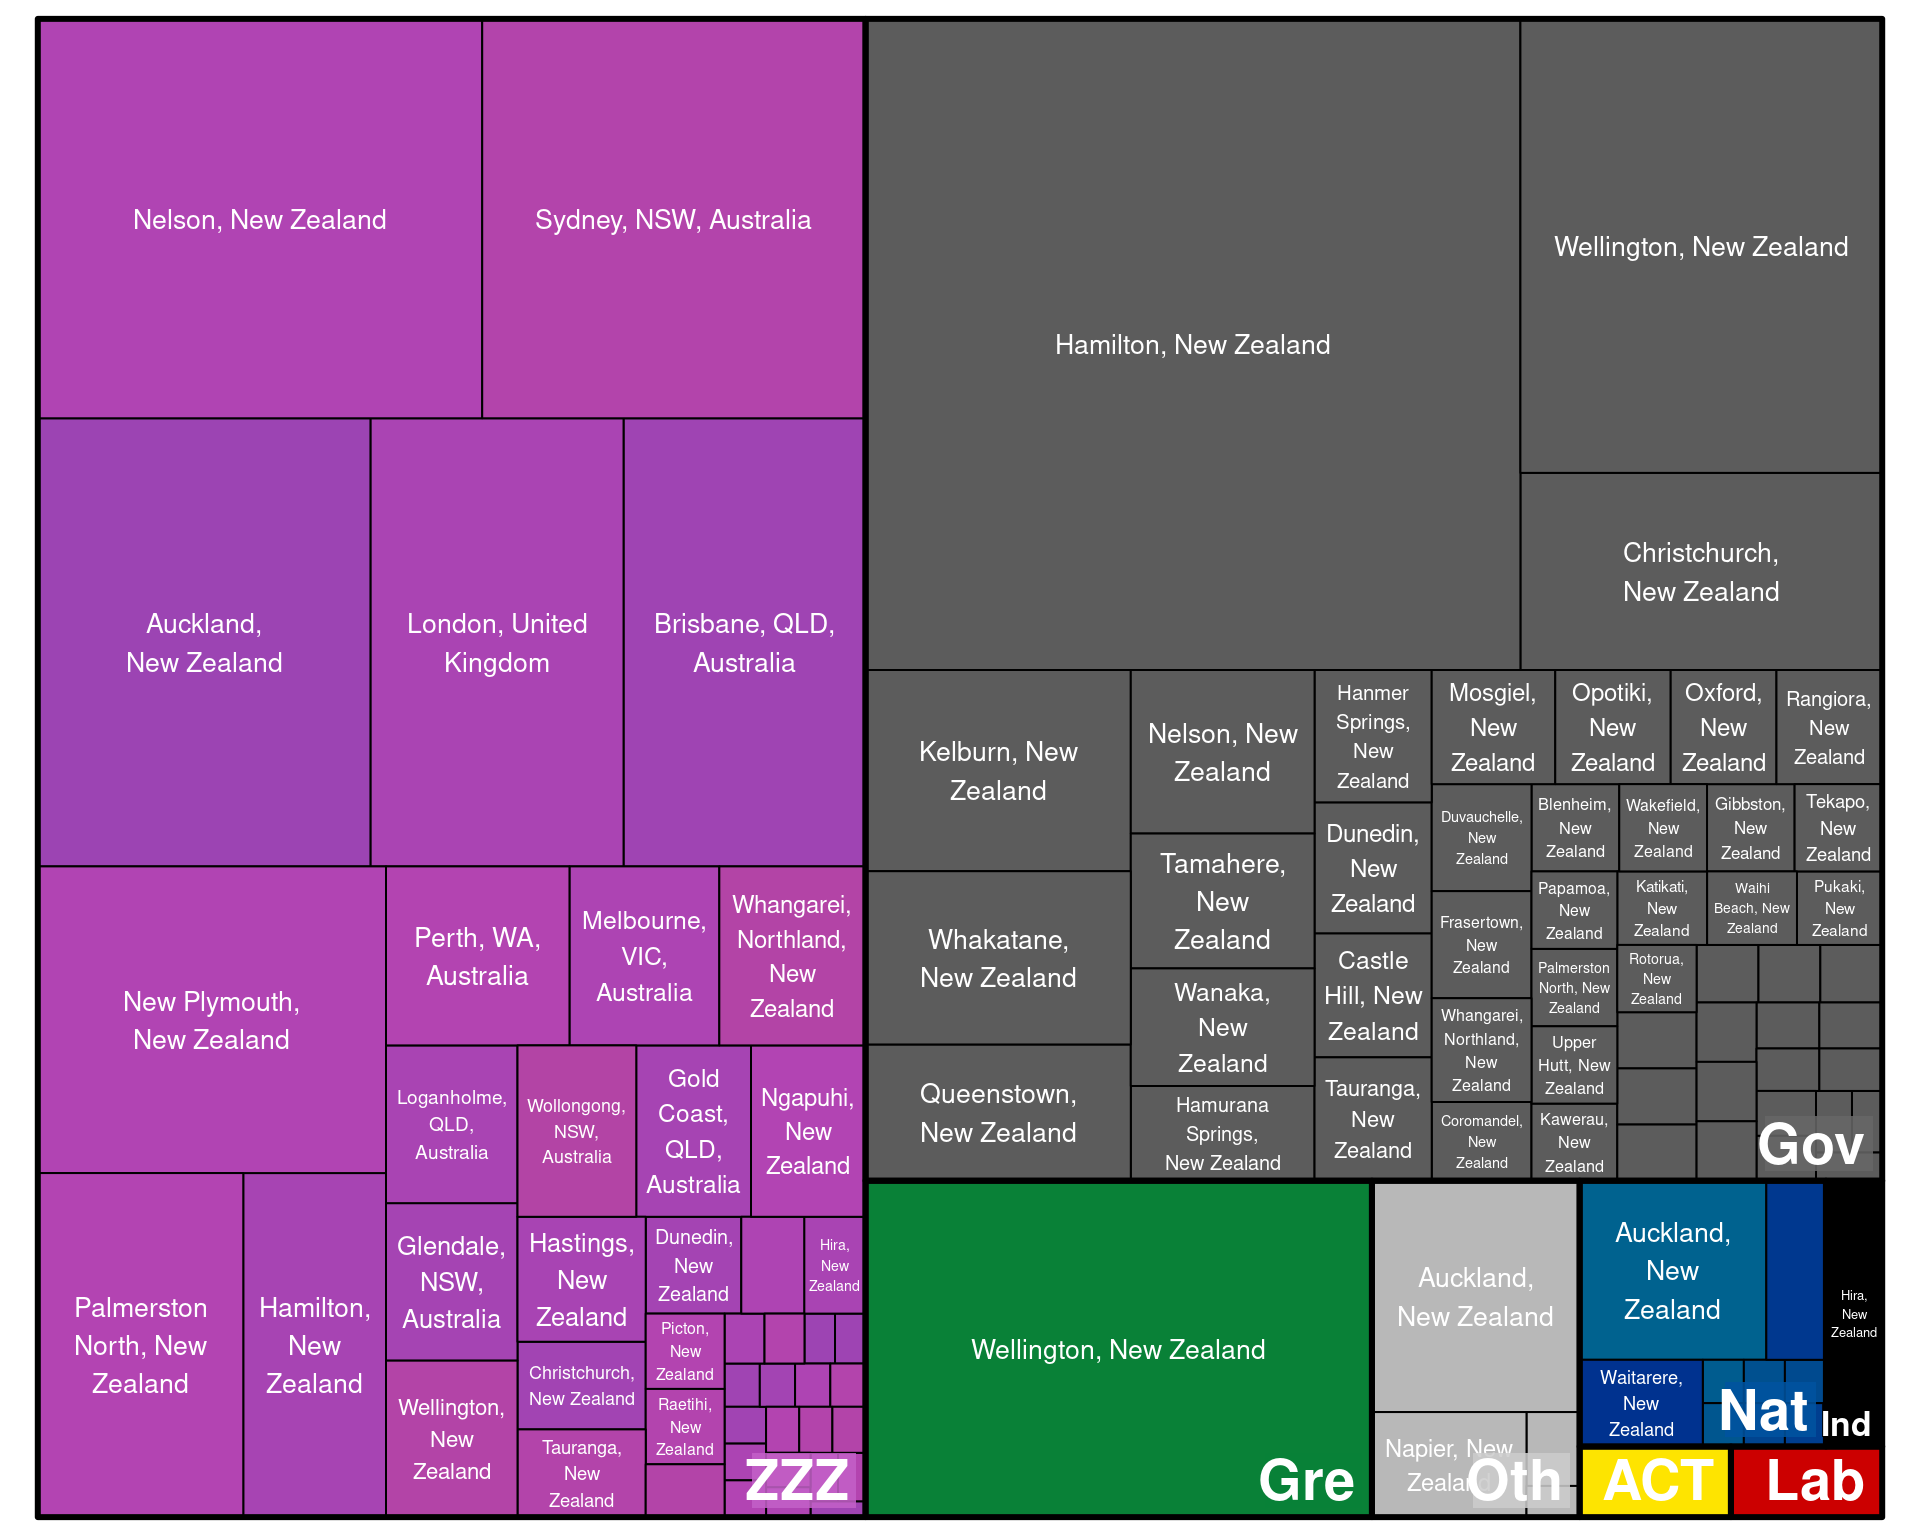 Nelson, New Zealand
Sydney, NSW, Australia
Auckland,
New Zealand
London, United
Kingdom
Brisbane, QLD,
Australia
New Plymouth,
New Zealand
Perth, WA,
Australia
Melbourne,
VIC,
Australia
Whangarei,
Northland,
New
Zealand
Loganholme,
QLD,
Australia
Wollongong,
NSW,
Australia
Gold
Coast,
QLD,
Australia
Ngapuhi,
New
Zealand
Palmerston
North, New
Zealand
Hamilton,
New
Zealand
Glendale,
NSW,
Australia
Hastings,
New
Zealand
Dunedin,
New
Zealand
Hira,
New
Zealand
Wellington,
New
Zealand
Christchurch,
New Zealand
Tauranga,
New
Zealand
Picton,
New
Zealand
Raetihi,
New
Zealand
ZZZ
Hamilton, New Zealand
Wellington, New Zealand
Christchurch,
New Zealand
Kelburn, New
Zealand
Whakatane,
New Zealand
Queenstown,
New Zealand
Nelson, New
Zealand
Tamahere,
New
Zealand
Wanaka,
New
Zealand
Hamurana
Springs,
New Zealand
Hanmer
Springs,
New
Zealand
Dunedin,
New
Zealand
Castle
Hill, New
Zealand
Tauranga,
New
Zealand
Mosgiel,
New
Zealand
Opotiki,
New
Zealand
Oxford,
New
Zealand
Rangiora,
New
Zealand
Duvauchelle,
New
Zealand
Frasertown,
New
Zealand
Whangarei,
Northland,
New
Zealand
Coromandel,
New
Zealand
Blenheim,
New
Zealand
Wakefield,
New
Zealand
Gibbston,
New
Zealand
Tekapo,
New
Zealand
Papamoa,
New
Zealand
Katikati,
New
Zealand
Waihi
Beach, New
Zealand
Pukaki,
New
Zealand
Palmerston
North, New
Zealand
Rotorua,
New
Zealand
Upper
Hutt, New
Zealand
Kawerau,
New
Zealand
Gov
Wellington, New Zealand
Gre
Auckland,
New Zealand
Napier, New
Zealand
Oth
Auckland,
New
Zealand
Waitarere,
New
Zealand
Nat
Hira,
New
Zealand
Ind
ACT
Lab